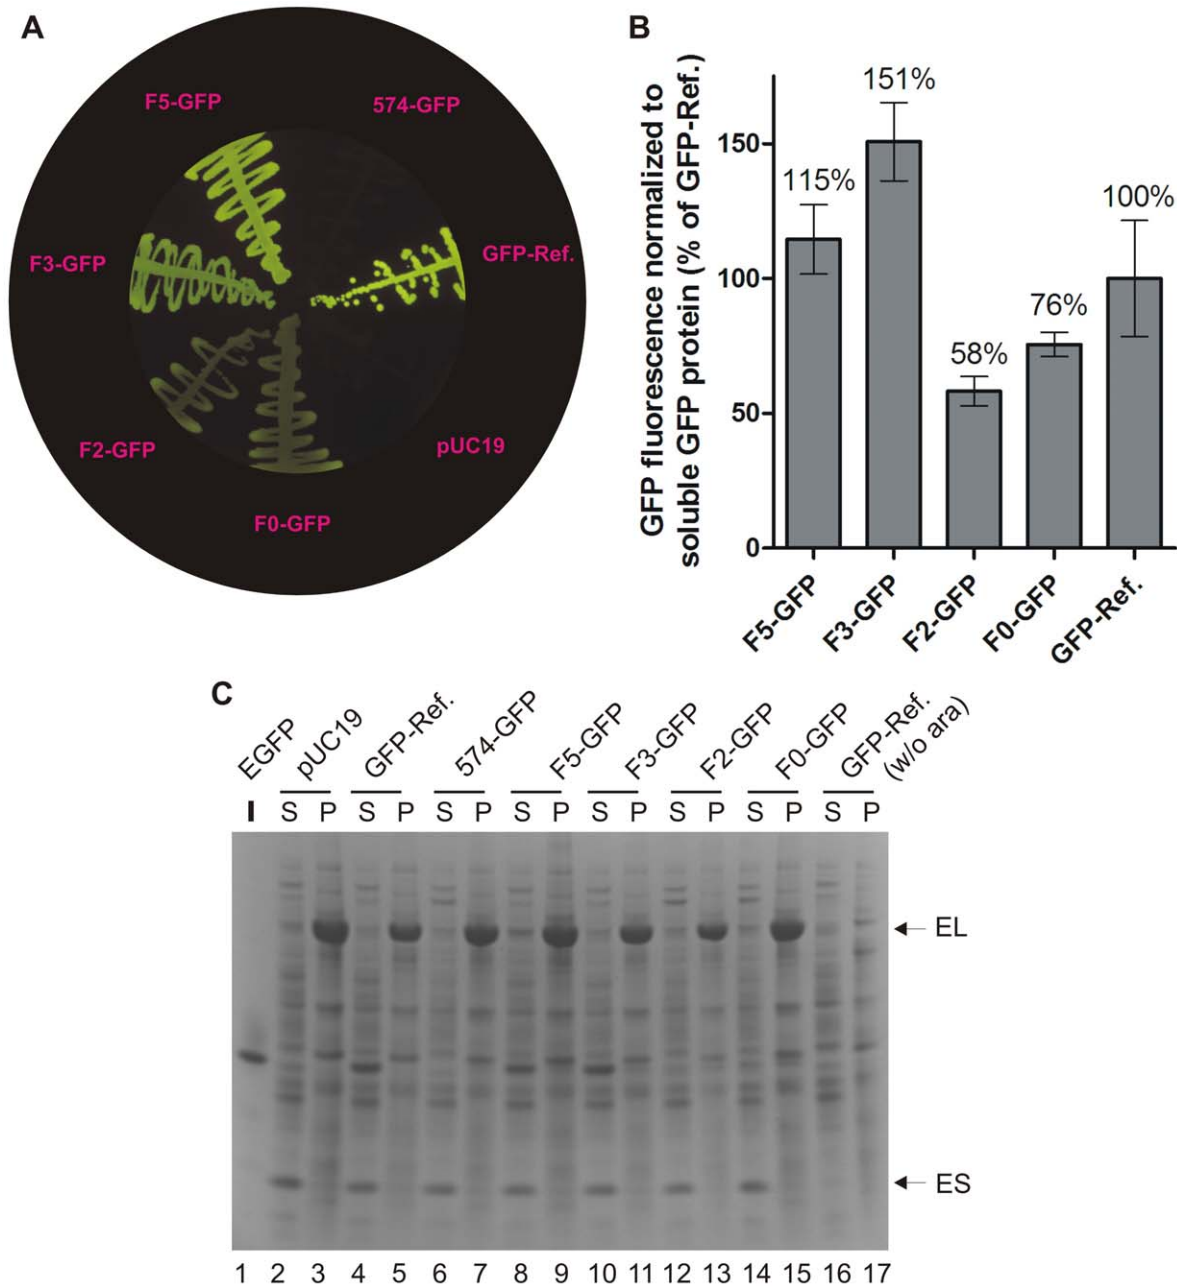 A
F5-GFP
574-GFP
F3-GFP
GFP-Ref.
F2-GFP
pUC19
F0-GFP
B
GFP fluorescence normalized to
soluble GFP protein (% of GFP-Ref.)
150
100
50
0
115%
151%
58%
76%
100%
F5-GFP
F3-GFP
F2-GFP
F0-GFP
GFP-Ref.
C
EGFP
pUC19
GFP-Ref.
574-GFP
F5-GFP
F3-GFP
F2-GFP
F0-GFP
GFP-Ref.
(w/o ara)
I S P S P S P S P S P S P S P S P
EL
ES
1 2 3 4 5 6 7 8 9 10 11 12 13 14 15 16 17